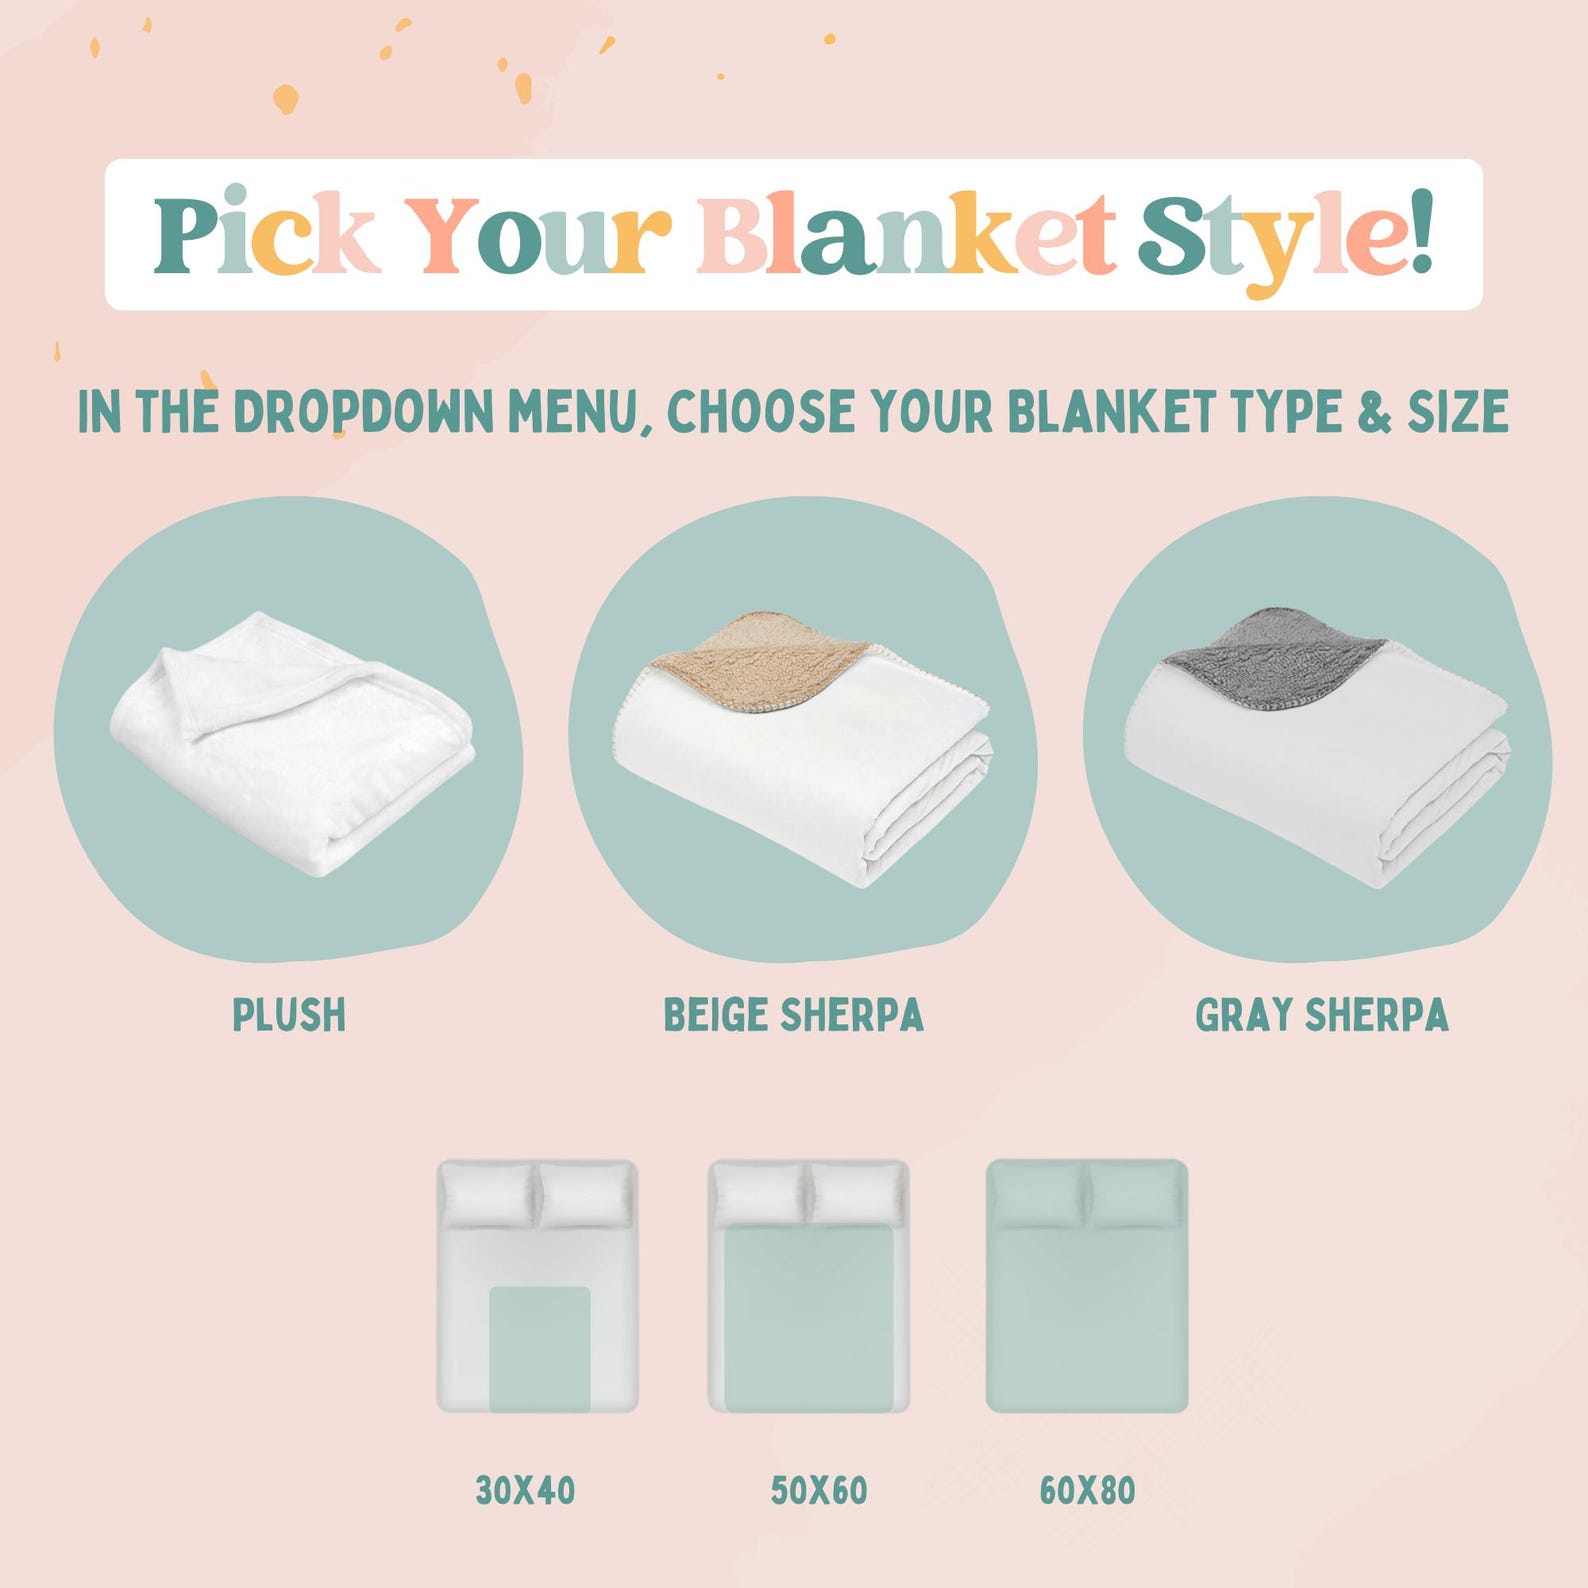 Pick Your Blanket Style!
IN THE DROPDOWN MENU, CHOOSE YOUR BLANKET TYPE & SIZE
PLUSH
BEIGE SHERPA
GRAY SHERPA
30X40
50X60
60X80